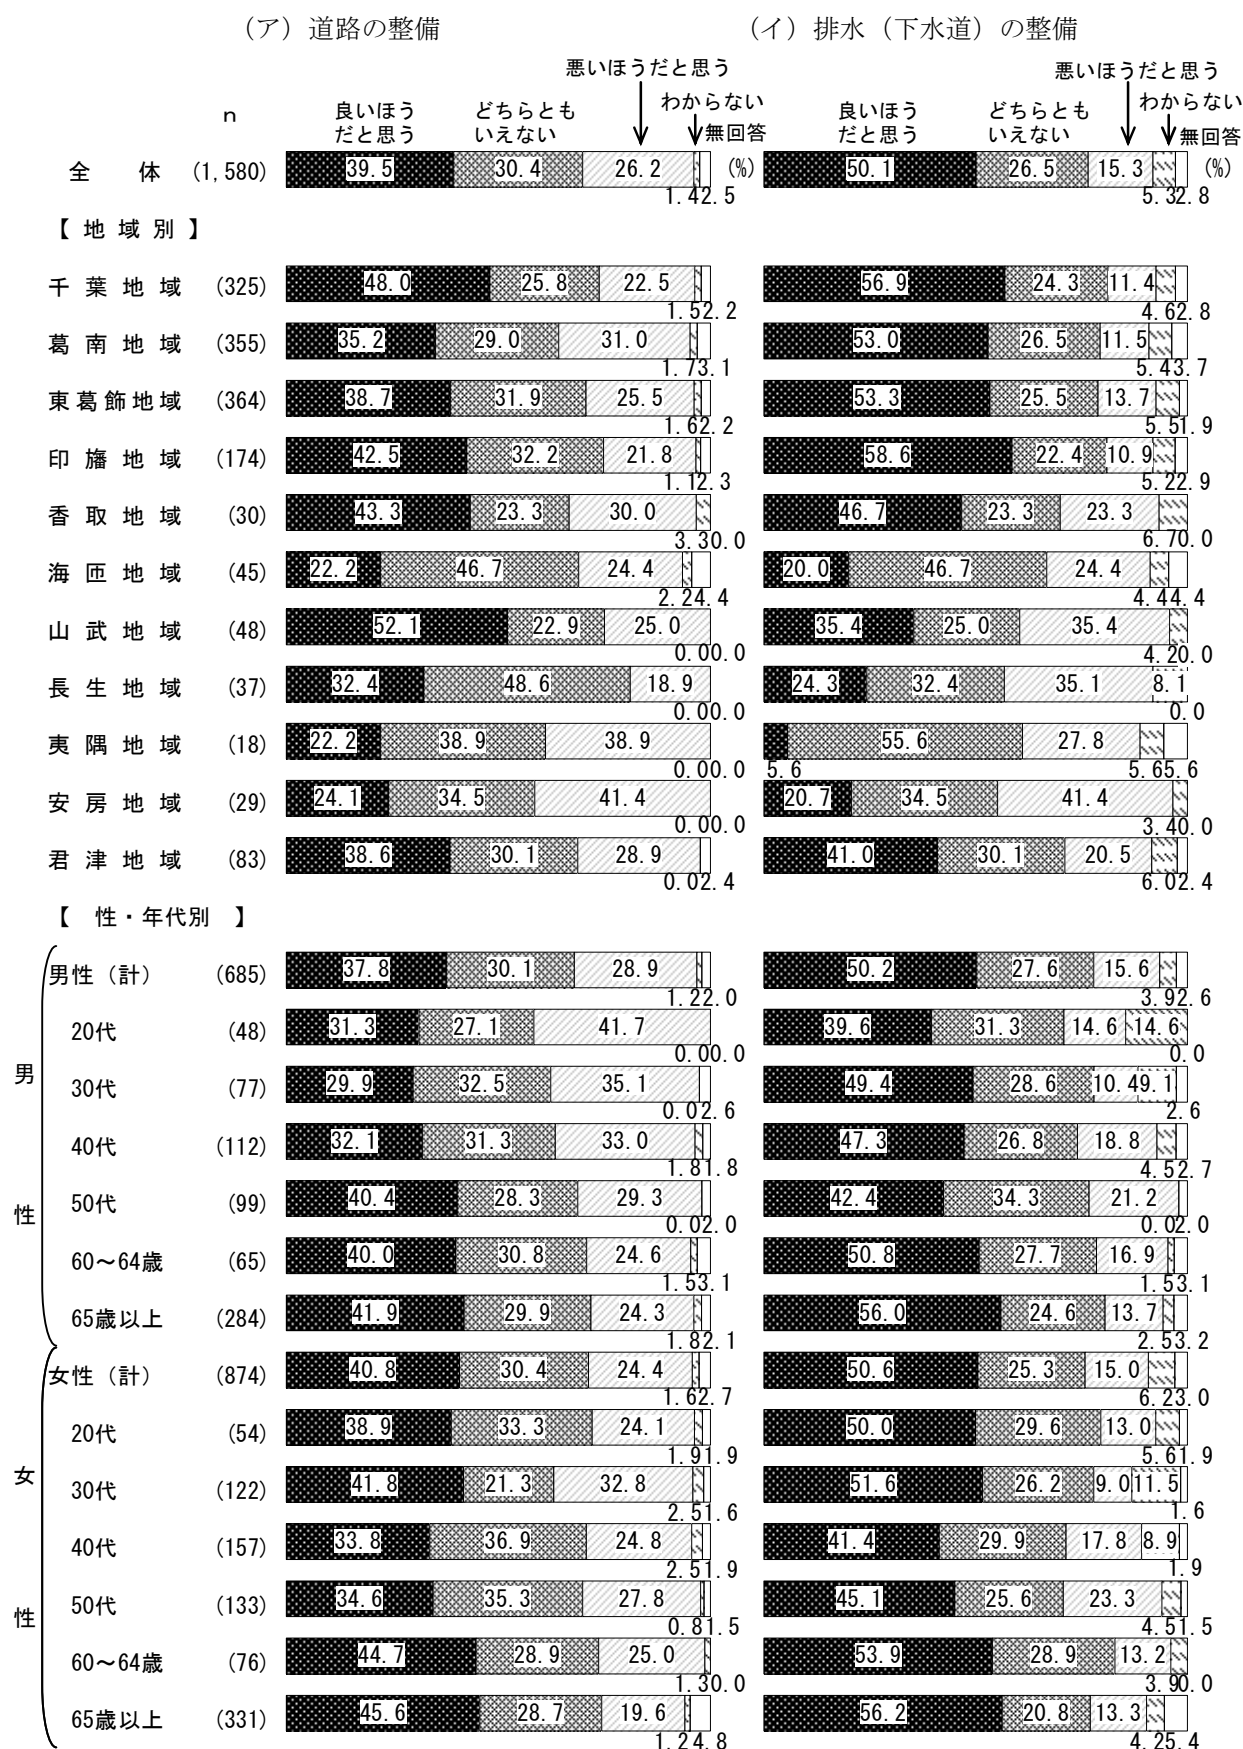 （ア）道路の整備　（イ）排水（下水道）の整備
悪いほうだと思う　悪いほうだと思う
n　良いほうだと思う　どちらともいえない　わからない　無回答　良いほうだと思う　どちらともいえない　わからない　無回答
全体 (1,580) 39.5 30.4 26.2 1.4 2.5 (%) 50.1 26.5 15.3 5.3 2.8 (%)
【地域別】
千葉地域 (325) 48.0 25.8 22.5 1.5 2.2 56.9 24.3 11.4 4.6 2.8
葛南地域 (355) 35.2 29.0 31.0 1.7 3.1 53.0 26.5 11.5 5.4 3.7
東葛飾地域 (364) 38.7 31.9 25.5 1.6 2.2 53.3 25.5 13.7 5.5 1.9
印旛地域 (174) 42.5 32.2 21.8 1.1 2.3 58.6 22.4 10.9 5.2 2.9
香取地域 (30) 43.3 23.3 30.0 3.3 0.0 46.7 23.3 23.3 6.7 0.0
海匝地域 (45) 22.2 46.7 24.4 2.2 4.4 20.0 46.7 24.4 4.4 4.4
山武地域 (48) 52.1 22.9 25.0 0.0 0.0 35.4 25.0 35.4 4.2 0.0
長生地域 (37) 32.4 48.6 18.9 0.0 0.0 24.3 32.4 35.1 8.1 0.0
夷隅地域 (18) 22.2 38.9 38.9 0.0 0.0 5.6 55.6 27.8 5.6 5.6
安房地域 (29) 24.1 34.5 41.4 0.0 0.0 20.7 34.5 41.4 3.4 0.0
君津地域 (83) 38.6 30.1 28.9 0.0 2.4 41.0 30.1 20.5 6.0 2.4
【 性・年代別 】
男性
男性（計） (685) 37.8 30.1 28.9 1.2 2.0 50.2 27.6 15.6 3.9 2.6
20代 (48) 31.3 27.1 41.7 0.0 0.0 39.6 31.3 14.6 14.6 0.0
30代 (77) 29.9 32.5 35.1 0.0 2.6 49.4 28.6 10.4 9.1 2.6
40代 (112) 32.1 31.3 33.0 1.8 1.8 47.3 26.8 18.8 4.5 2.7
50代 (99) 40.4 28.3 29.3 0.0 2.0 42.4 34.3 21.2 0.0 2.0
60～64歳 (65) 40.0 30.8 24.6 1.5 3.1 50.8 27.7 16.9 1.5 3.1
65歳以上 (284) 41.9 29.9 24.3 1.8 2.1 56.0 24.6 13.7 2.5 3.2
女性
女性（計） (874) 40.8 30.4 24.4 1.6 2.7 50.6 25.3 15.0 6.2 3.0
20代 (54) 38.9 33.3 24.1 1.9 1.9 50.0 29.6 13.0 5.6 1.9
30代 (122) 41.8 21.3 32.8 2.5 1.6 51.6 26.2 9.0 11.5 1.6
40代 (157) 33.8 36.9 24.8 2.5 1.9 41.4 29.9 17.8 8.9 1.9
50代 (133) 34.6 35.3 27.8 0.8 1.5 45.1 25.6 23.3 4.5 1.5
60～64歳 (76) 44.7 28.9 25.0 1.3 0.0 53.9 28.9 13.2 3.9 0.0
65歳以上 (331) 45.6 28.7 19.6 1.2 4.8 56.2 20.8 13.3 4.2 5.4